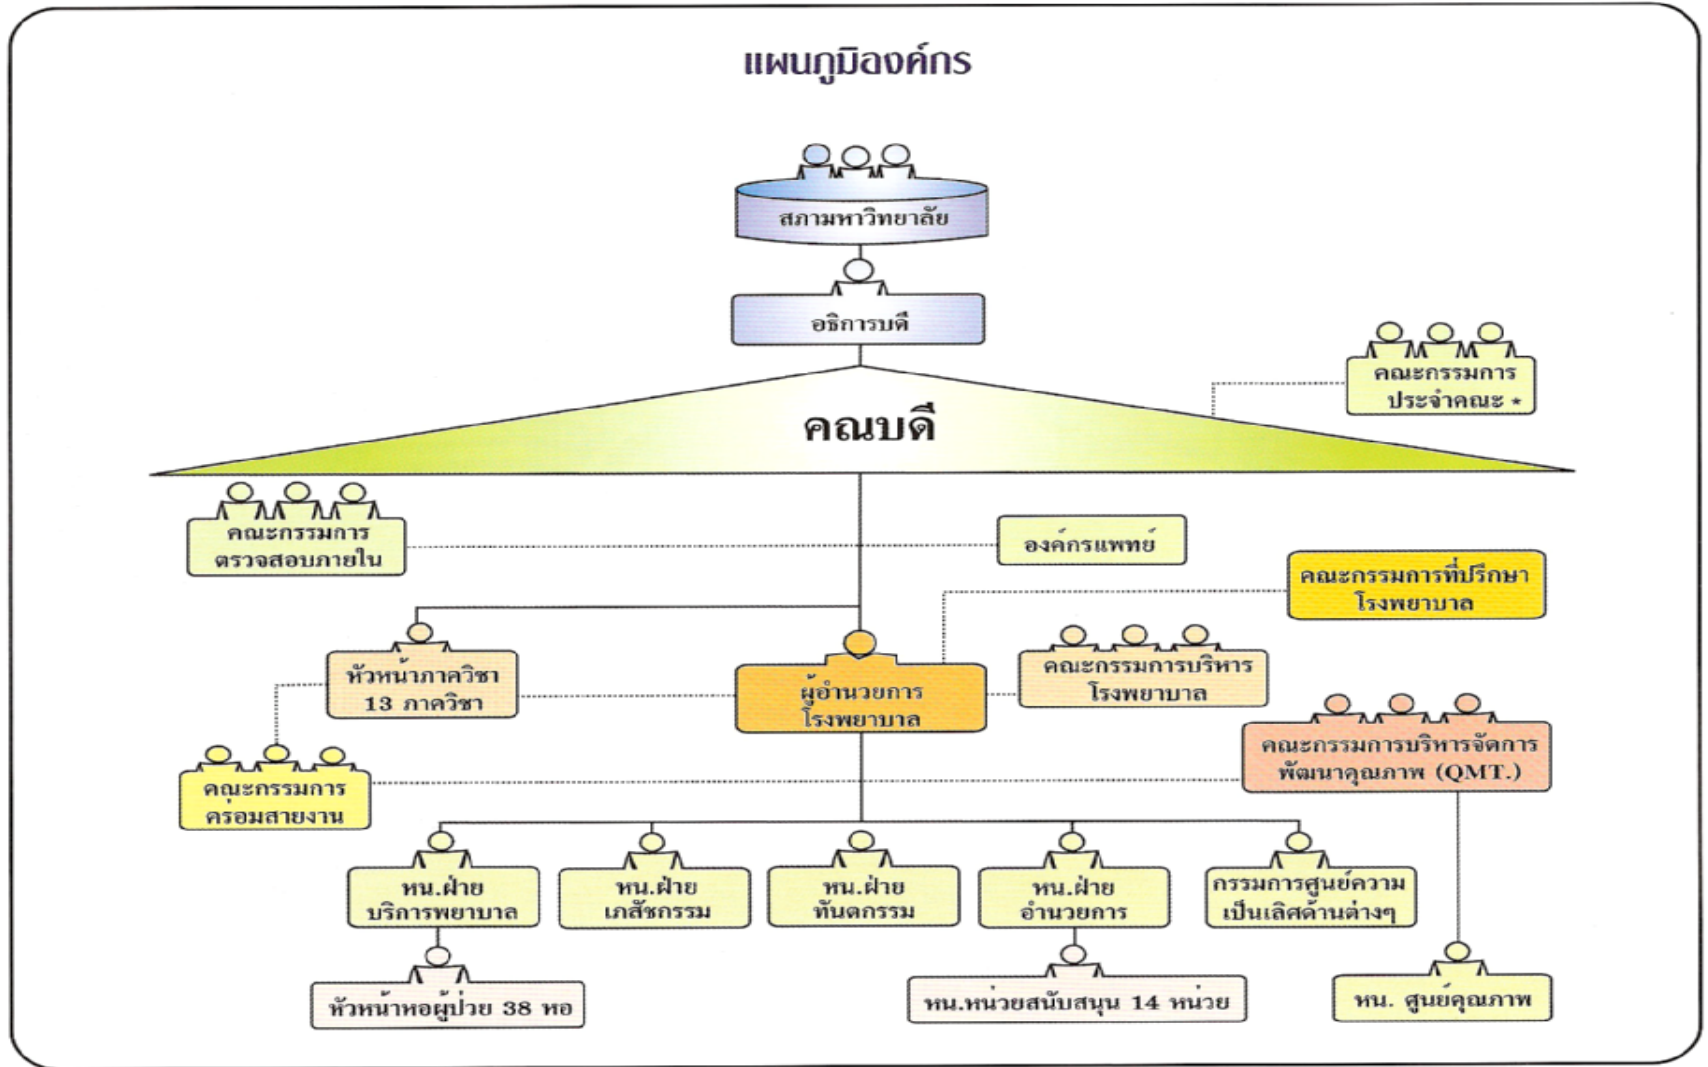 แผนภูมิองค์กร
สภามหาวิทยาลัย
อธิการบดี
คณะกรรมการ
ประจำคณะ *
คณบดี
คณะกรรมการ
ตรวจสอบภายใน
องค์กรแพทย์
คณะกรรมการที่ปรึกษา
โรงพยาบาล
หัวหน้าภาควิชา
13 ภาควิชา
ผู้อำนวยการ
โรงพยาบาล
คณะกรรมการบริหาร
โรงพยาบาล
คณะกรรมการบริหารจัดการ
พัฒนาคุณภาพ (QMT.)
คณะกรรมการ
คร่อมสายงาน
หน.ฝ่าย
บริการพยาบาล
หน.ฝ่าย
เภสัชกรรม
หน.ฝ่าย
ทันตกรรม
หน.ฝ่าย
อำนวยการ
กรรมการศูนย์ความ
เป็นเลิศด้านต่างๆ
หัวหน้าหอผู้ป่วย 38 หอ
หน.หน่วยสนับสนุน 14 หน่วย
หน. ศูนย์คุณภาพ